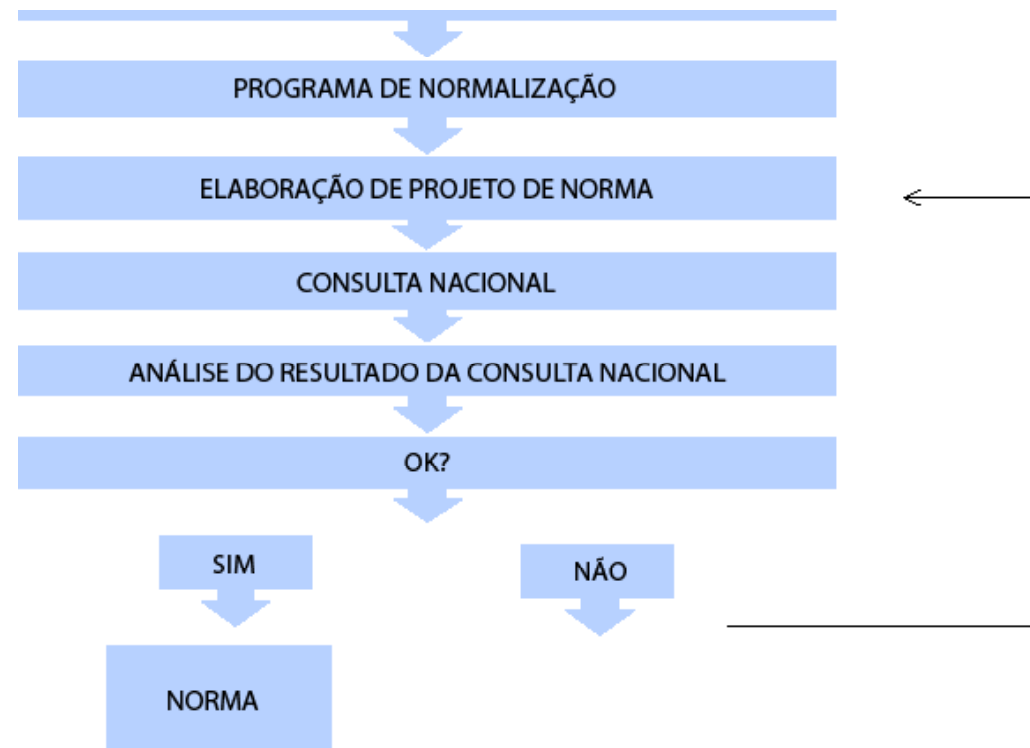 PROGRAMA DE NORMALIZAÇÃO
ELABORAÇÃO DE PROJETO DE NORMA
CONSULTA NACIONAL
ANÁLISE DO RESULTADO DA CONSULTA NACIONAL
OK?
SIM
NÃO
NORMA